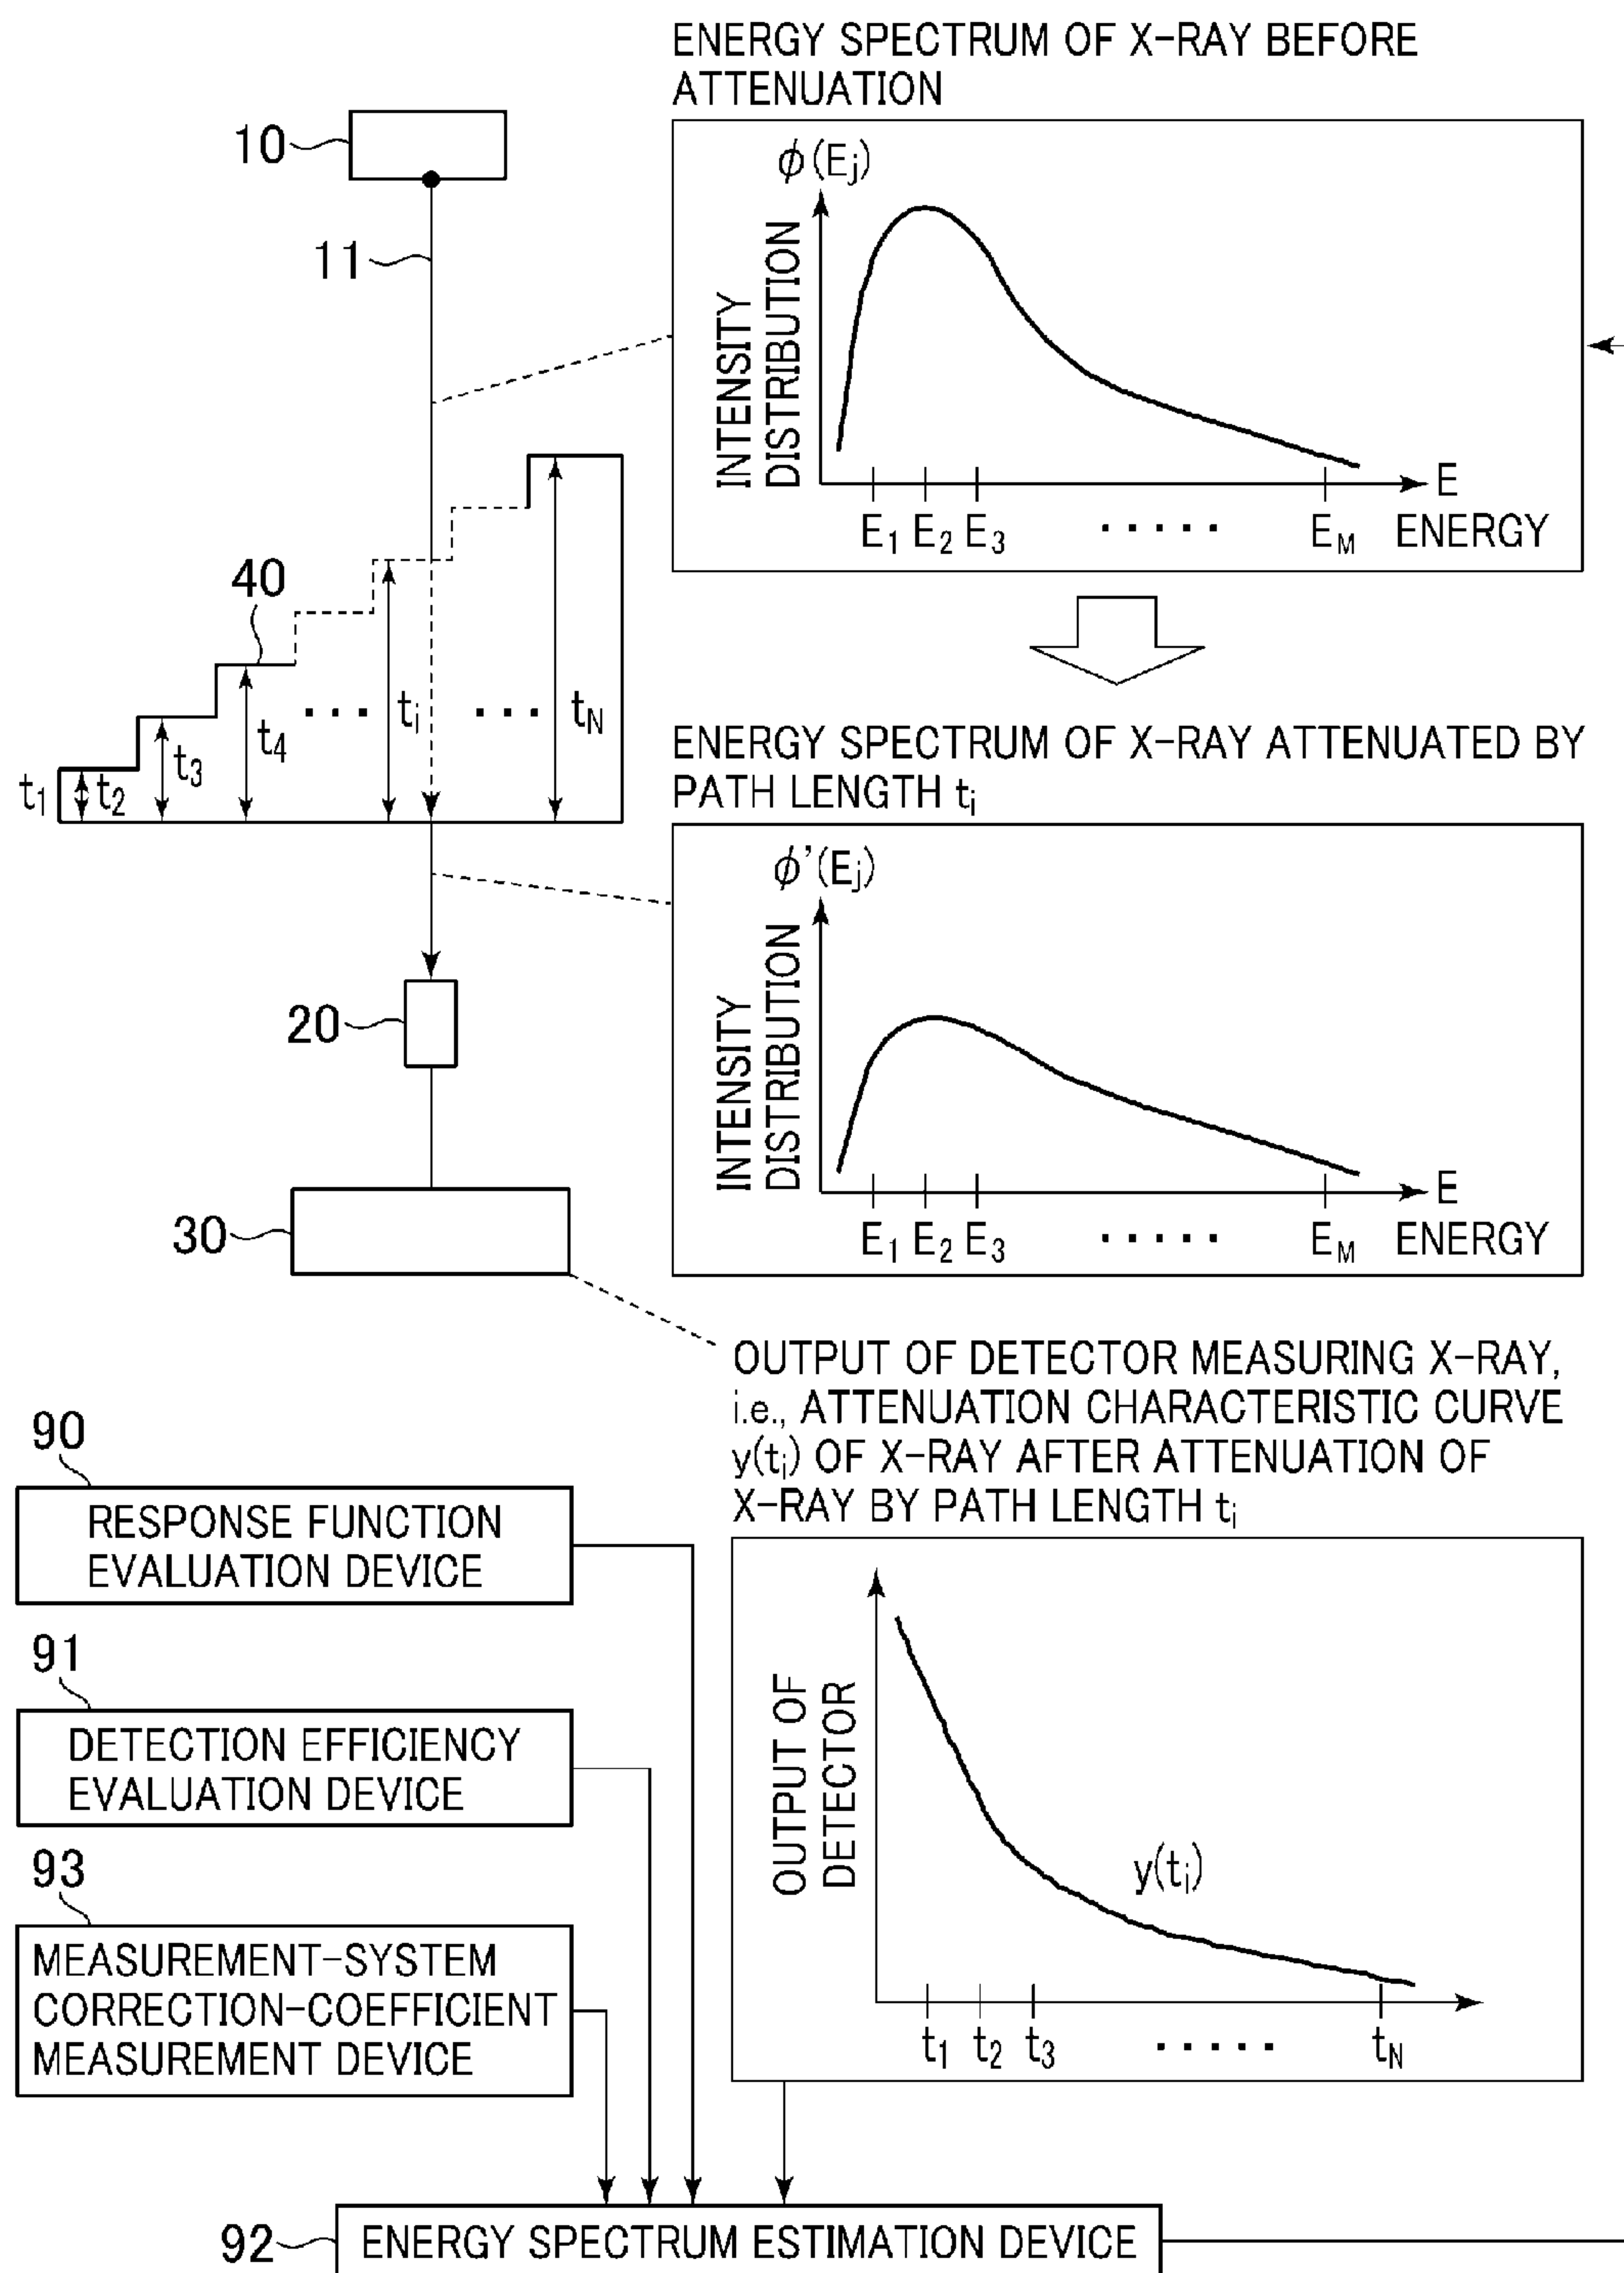 ENERGY SPECTRUM OF X-RAY BEFORE
ATTENUATION
10
11
ϕ(Ej)
INTENSITY
DISTRIBUTION
E
E1 E2 E3 ····· EM ENERGY
40
t1 t2 t3 t4 ··· ti ··· tN
ENERGY SPECTRUM OF X-RAY ATTENUATED BY
PATH LENGTH ti
ϕ'(Ej)
INTENSITY
DISTRIBUTION
E
E1 E2 E3 ····· EM ENERGY
20
30
OUTPUT OF DETECTOR MEASURING X-RAY,
i.e., ATTENUATION CHARACTERISTIC CURVE
y(ti) OF X-RAY AFTER ATTENUATION OF
X-RAY BY PATH LENGTH ti
OUTPUT OF
DETECTOR
y(ti)
t1 t2 t3 ····· tN
90
RESPONSE FUNCTION
EVALUATION DEVICE
91
DETECTION EFFICIENCY
EVALUATION DEVICE
93
MEASUREMENT-SYSTEM
CORRECTION-COEFFICIENT
MEASUREMENT DEVICE
92
ENERGY SPECTRUM ESTIMATION DEVICE